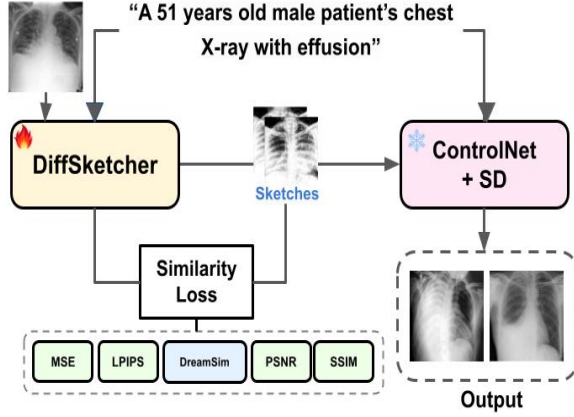 “A 51 years old male patient’s chest
X-ray with effusion”
DiffSketcher
Sketches
ControlNet
+ SD
Similarity
Loss
MSE
LPIPS
DreamSim
PSNR
SSIM
Output